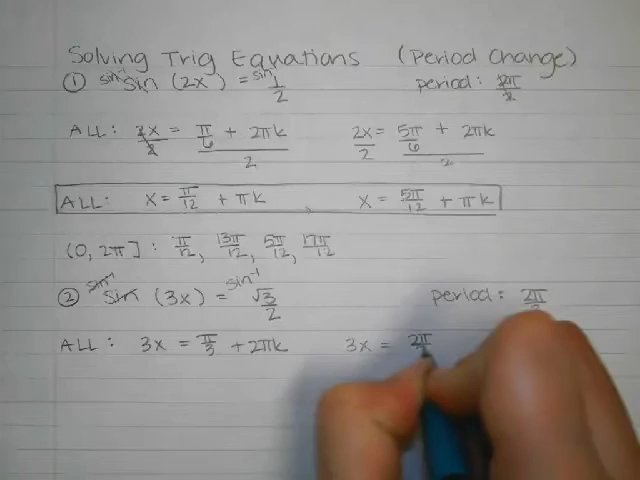 Solving Trig Equations (Period Change)
① sin⁻¹ sin (2x) = sin⁻¹ 1/2 period: 2π/2
ALL: 2x/2 = (π/6 + 2πk)/2 2x/2 = (5π/6 + 2πk)/2
ALL: x = π/12 + πk , x = 5π/12 + πk
(0, 2π] : π/12, 13π/12, 5π/12, 17π/12
② sin⁻¹ sin (3x) = sin⁻¹ √3/2 period: 2π
ALL: 3x = π/3 + 2πk 3x = 2π